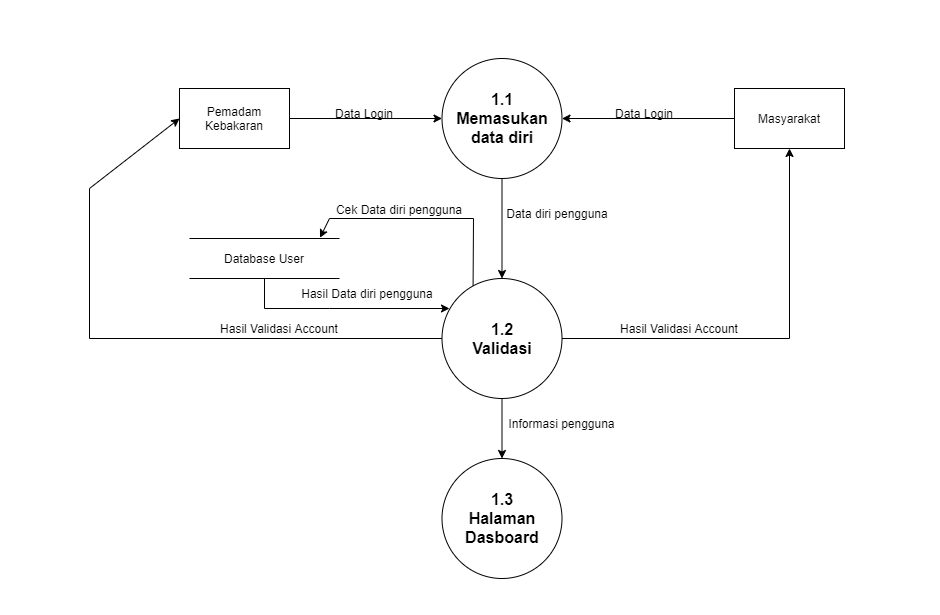 1.1
Memasukan
data diri
Pemadam
Kebakaran
Data Login
Data Login
Masyarakat
Cek Data diri pengguna
Data diri pengguna
Database User
Hasil Data diri pengguna
Hasil Validasi Account
1.2
Validasi
Hasil Validasi Account
Informasi pengguna
1.3
Halaman
Dasboard